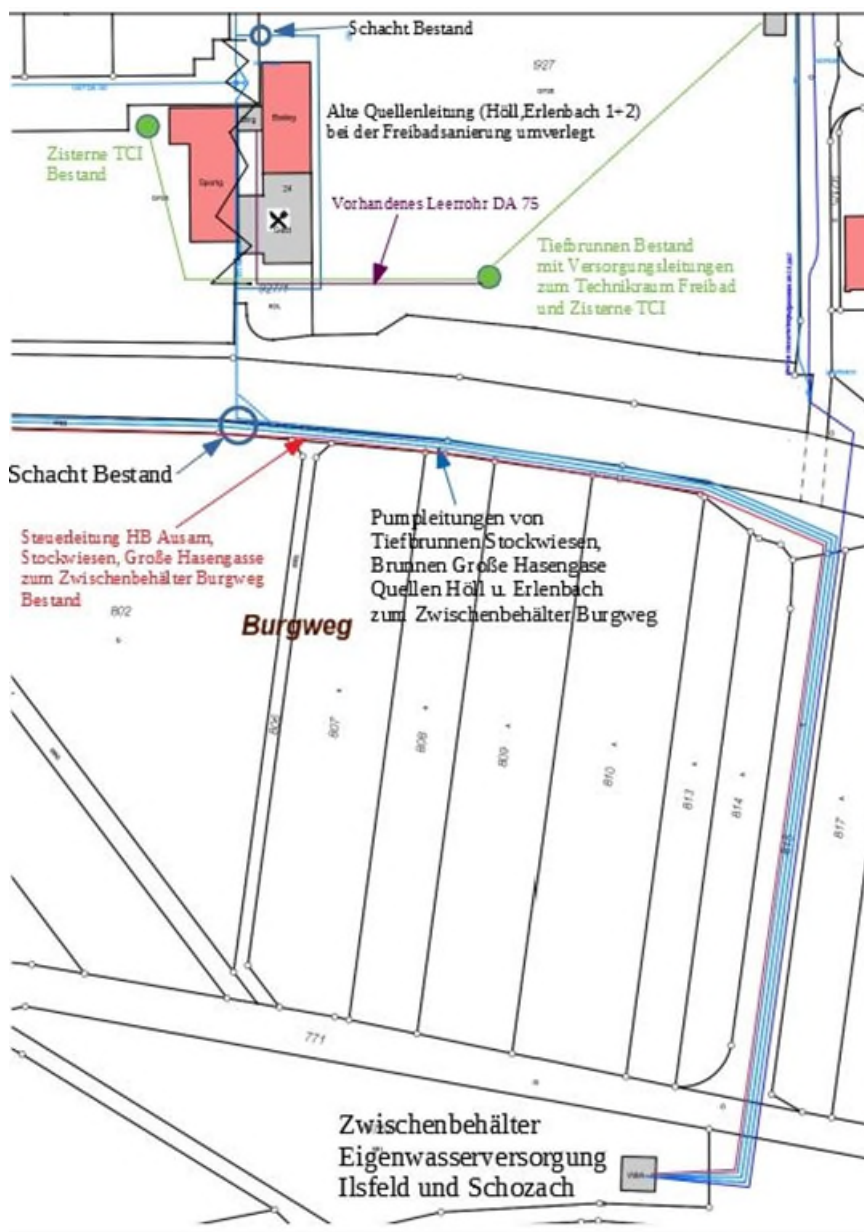 Schacht Bestand
1927
Alte Quellenleitung (Höll,Erlenbach 1+2)
bei der Freibadsanierung umverlegt
Zisterne TCI
Bestand
24
Vorhandenes Leerrohr DA 75
Tiefbrunnen Bestand
mit Versorgungsleitungen
zum Technikraum Freibad
und Zisterne TCI
Schacht Bestand
Steuerleitung HB Ausam,
Stockwiesen, Große Hasengasse
zum Zwischenbehälter Burgweg
Bestand
Pumpleitungen von
Tiefbrunnen Stockwiesen,
Brunnen Große Hasengase
Quellen Höll u. Erlenbach
zum Zwischenbehälter Burgweg
802
Burgweg
806
807
808
809
810
813
814
815
817
771
Zwischenbehälter
Eigenwasserversorgung
Ilsfeld und Schozach